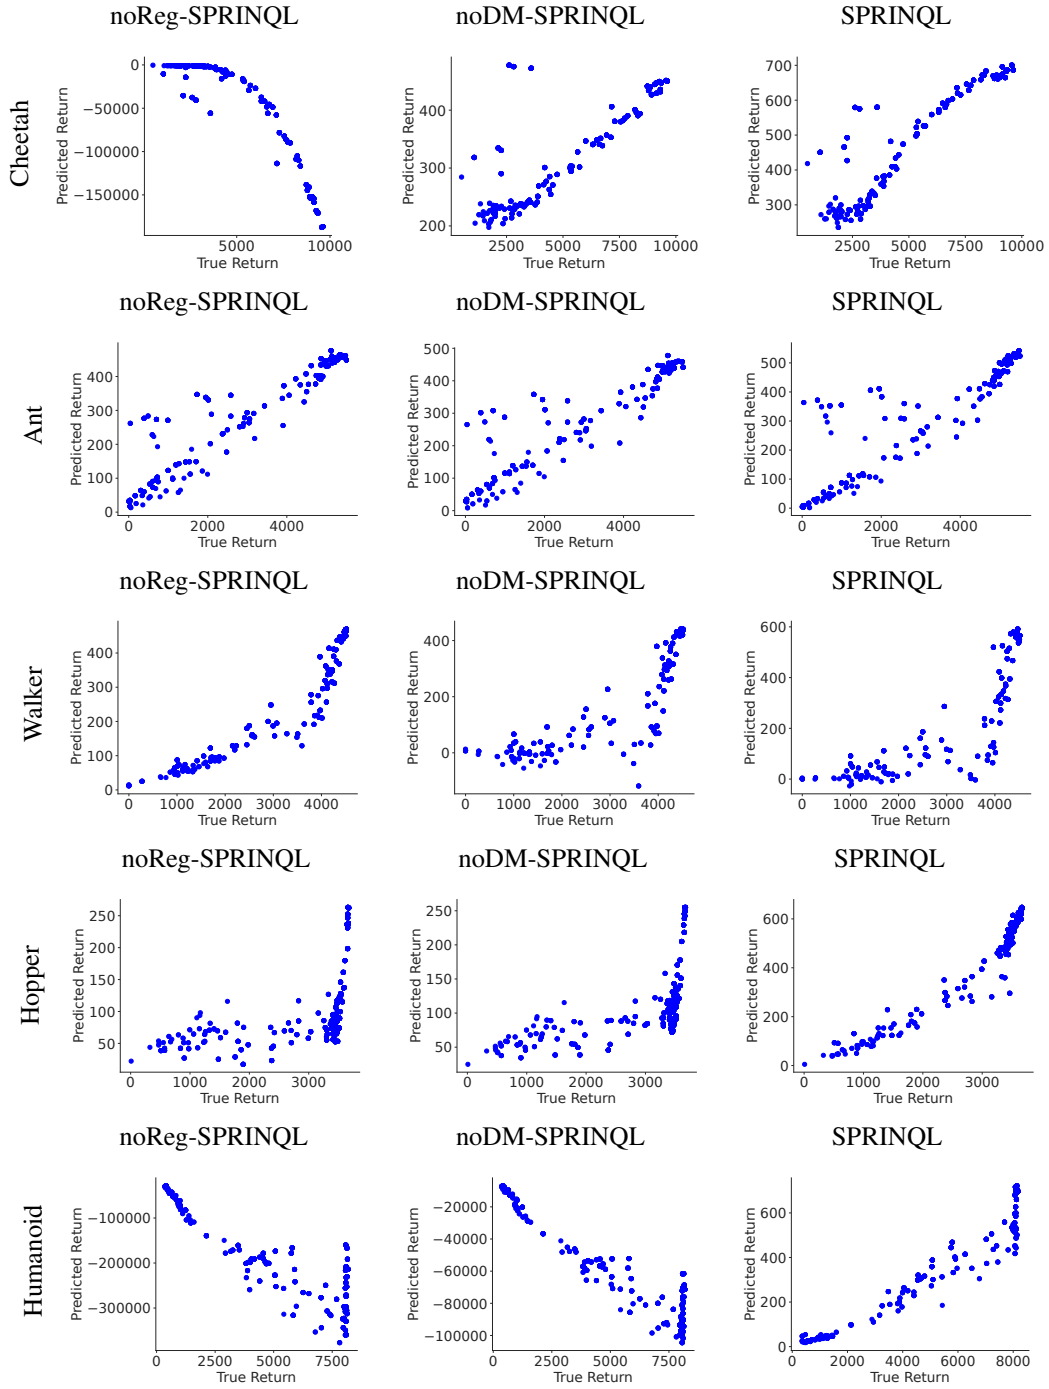 noReg-SPRINQL noDM-SPRINQL SPRINQL
Cheetah
Predicted Return
0
−50000
−100000
−150000
5000 10000
True Return
Predicted Return
400
300
200
2500 5000 7500 10000
True Return
Predicted Return
700
600
500
400
300
2500 5000 7500 10000
True Return
noReg-SPRINQL noDM-SPRINQL SPRINQL
Ant
Predicted Return
400
300
200
100
0
0 2000 4000
True Return
Predicted Return
500
400
300
200
100
0
0 2000 4000
True Return
Predicted Return
500
400
300
200
100
0
0 2000 4000
True Return
noReg-SPRINQL noDM-SPRINQL SPRINQL
Walker
Predicted Return
400
300
200
100
0
0 1000 2000 3000 4000
True Return
Predicted Return
400
200
0
0 1000 2000 3000 4000
True Return
Predicted Return
600
400
200
0
0 1000 2000 3000 4000
True Return
noReg-SPRINQL noDM-SPRINQL SPRINQL
Hopper
Predicted Return
250
200
150
100
50
0 1000 2000 3000
True Return
Predicted Return
250
200
150
100
50
0 1000 2000 3000
True Return
Predicted Return
600
400
200
0
0 1000 2000 3000
True Return
noReg-SPRINQL noDM-SPRINQL SPRINQL
Humanoid
Predicted Return
−100000
−200000
−300000
0 2500 5000 7500
True Return
Predicted Return
−20000
−40000
−60000
−80000
−100000
0 2500 5000 7500
True Return
Predicted Return
600
400
200
0
0 2000 4000 6000 8000
True Return